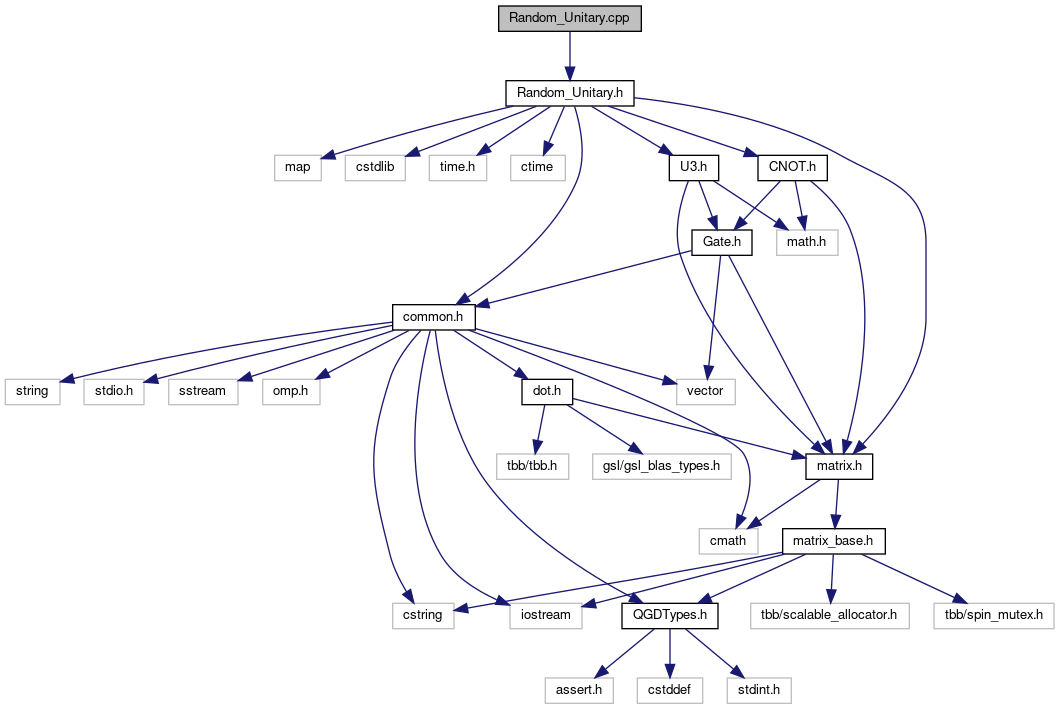 Random_Unitary.cpp
Random_Unitary.h
map
cstdlib
time.h
ctime
U3.h
CNOT.h
Gate.h
math.h
common.h
string
stdio.h
sstream
omp.h
dot.h
vector
tbb/tbb.h
gsl/gsl_blas_types.h
matrix.h
cmath
matrix_base.h
cstring
iostream
QGDTypes.h
tbb/scalable_allocator.h
tbb/spin_mutex.h
assert.h
cstddef
stdint.h